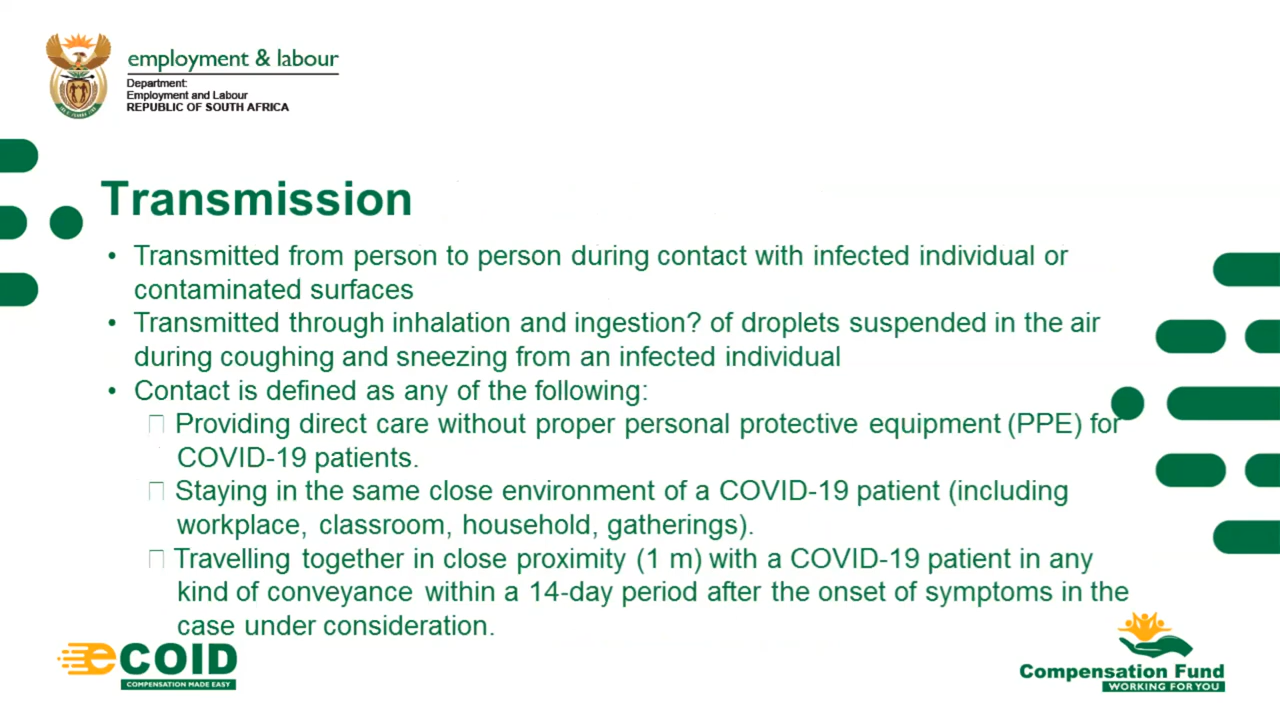 employment & labour
Department:
Employment and Labour
REPUBLIC OF SOUTH AFRICA
Transmission
• Transmitted from person to person during contact with infected individual or
contaminated surfaces
• Transmitted through inhalation and ingestion? of droplets suspended in the air
during coughing and sneezing from an infected individual
• Contact is defined as any of the following:
Providing direct care without proper personal protective equipment (PPE) for
COVID-19 patients.
Staying in the same close environment of a COVID-19 patient (including
workplace, classroom, household, gatherings).
Travelling together in close proximity (1 m) with a COVID-19 patient in any
kind of conveyance within a 14-day period after the onset of symptoms in the
case under consideration.
eCOID
COMPENSATION MADE EASY
Compensation Fund
WORKING FOR YOU